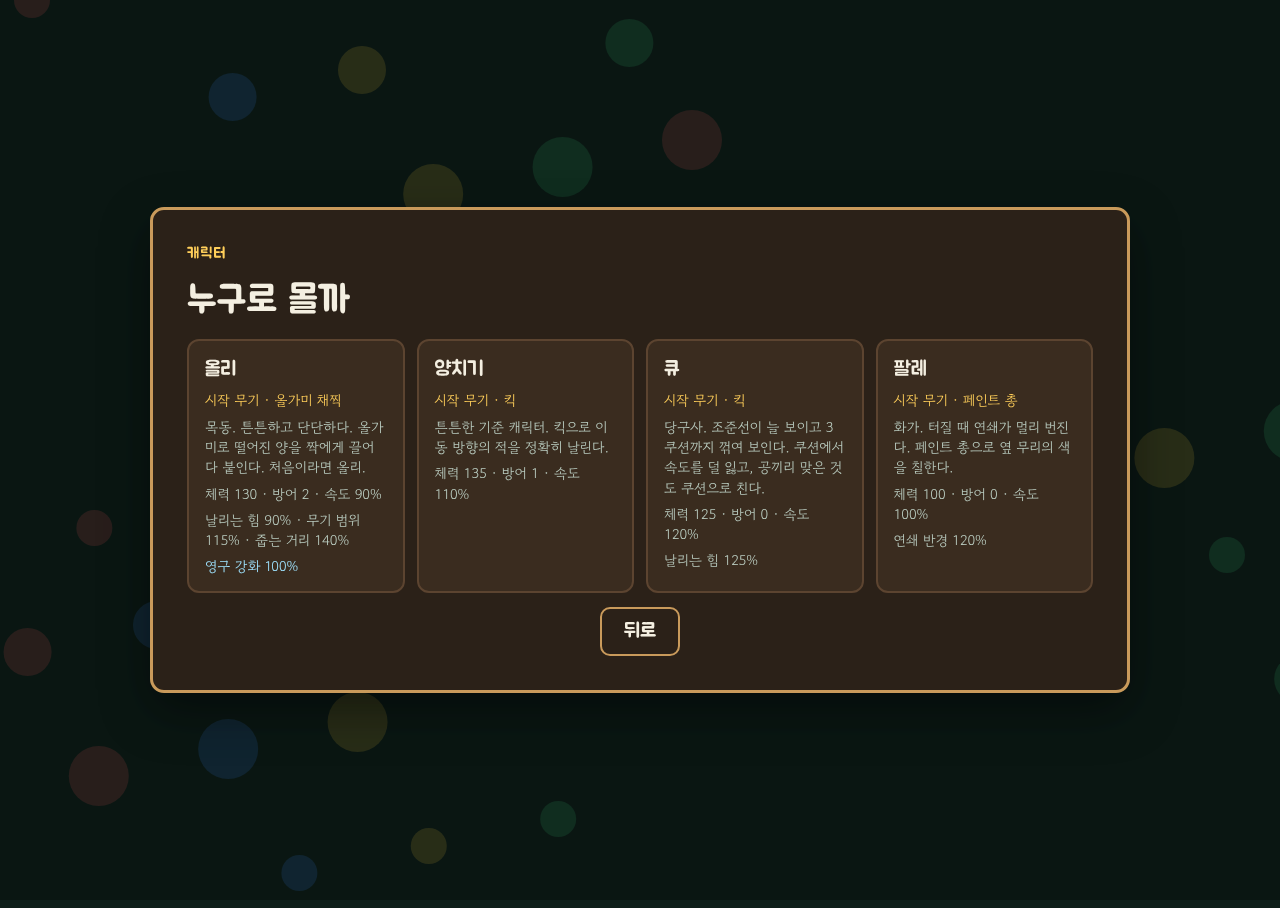 캐릭터
누구로 몰까
올리
시작 무기 · 올가미 채찍
목동. 튼튼하고 단단하다. 올가
미로 떨어진 양을 짝에게 끌어
다 붙인다. 처음이라면 올리.
체력 130 · 방어 2 · 속도 90%
날리는 힘 90% · 무기 범위
115% · 줍는 거리 140%
영구 강화 100%
양치기
시작 무기 · 킥
튼튼한 기준 캐릭터. 킥으로 이
동 방향의 적을 정확히 날린다.
체력 135 · 방어 1 · 속도
110%
큐
시작 무기 · 킥
당구사. 조준선이 늘 보이고 3
쿠션까지 꺾여 보인다. 쿠션에서
속도를 덜 잃고, 공끼리 맞은 것
도 쿠션으로 친다.
체력 125 · 방어 0 · 속도
120%
날리는 힘 125%
팔레
시작 무기 · 페인트 총
화가. 터질 때 연쇄가 멀리 번진
다. 페인트 총으로 옆 무리의 색
을 칠한다.
체력 100 · 방어 0 · 속도
100%
연쇄 반경 120%
뒤로